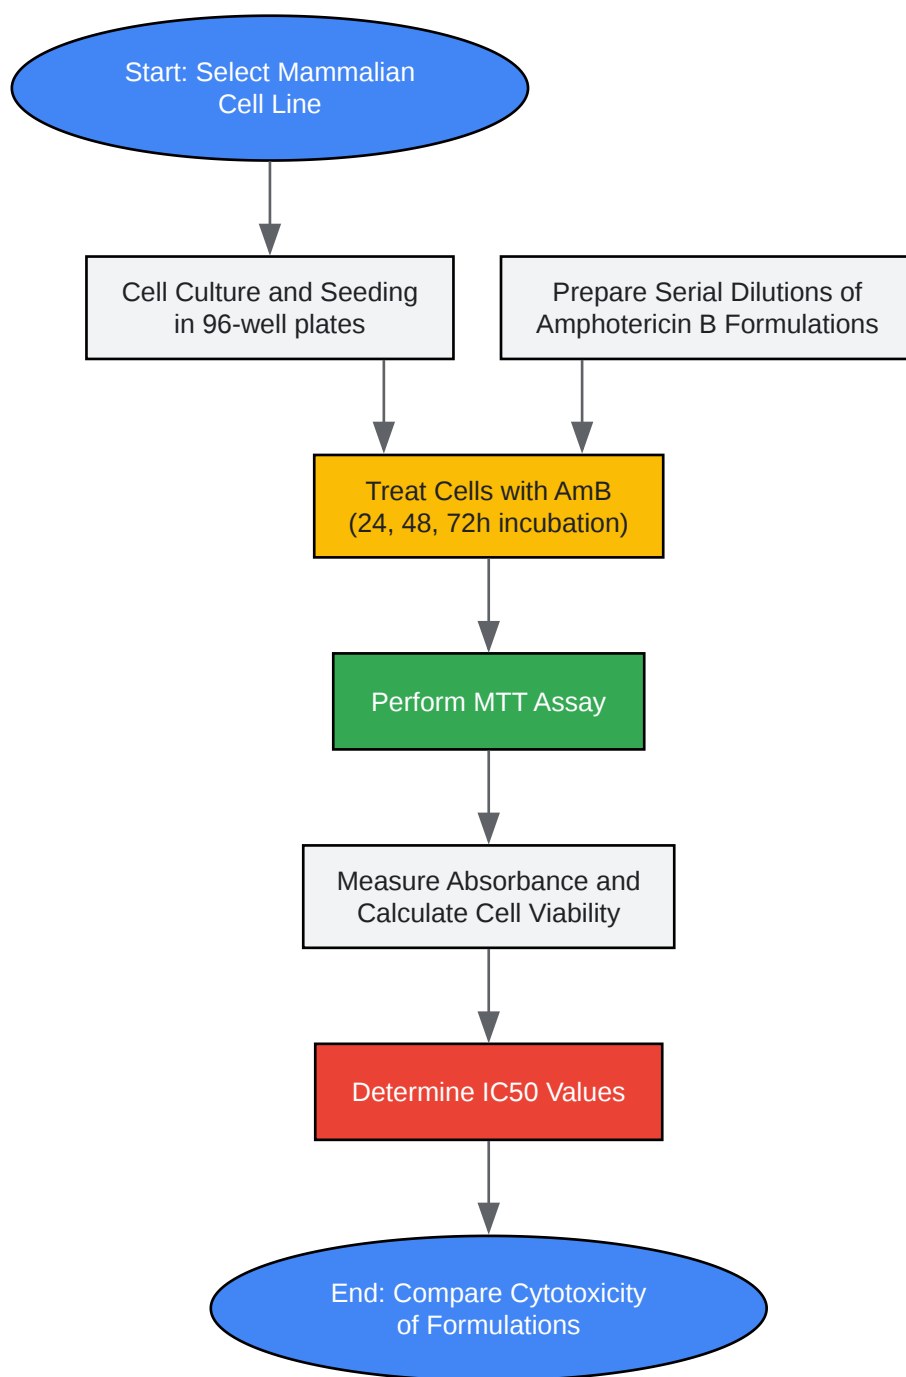 Start: Select Mammalian
Cell Line
Cell Culture and Seeding
in 96-well plates
Prepare Serial Dilutions of
Amphotericin B Formulations
Treat Cells with AmB
(24, 48, 72h incubation)
Perform MTT Assay
Measure Absorbance and
Calculate Cell Viability
Determine IC50 Values
End: Compare Cytotoxicity
of Formulations